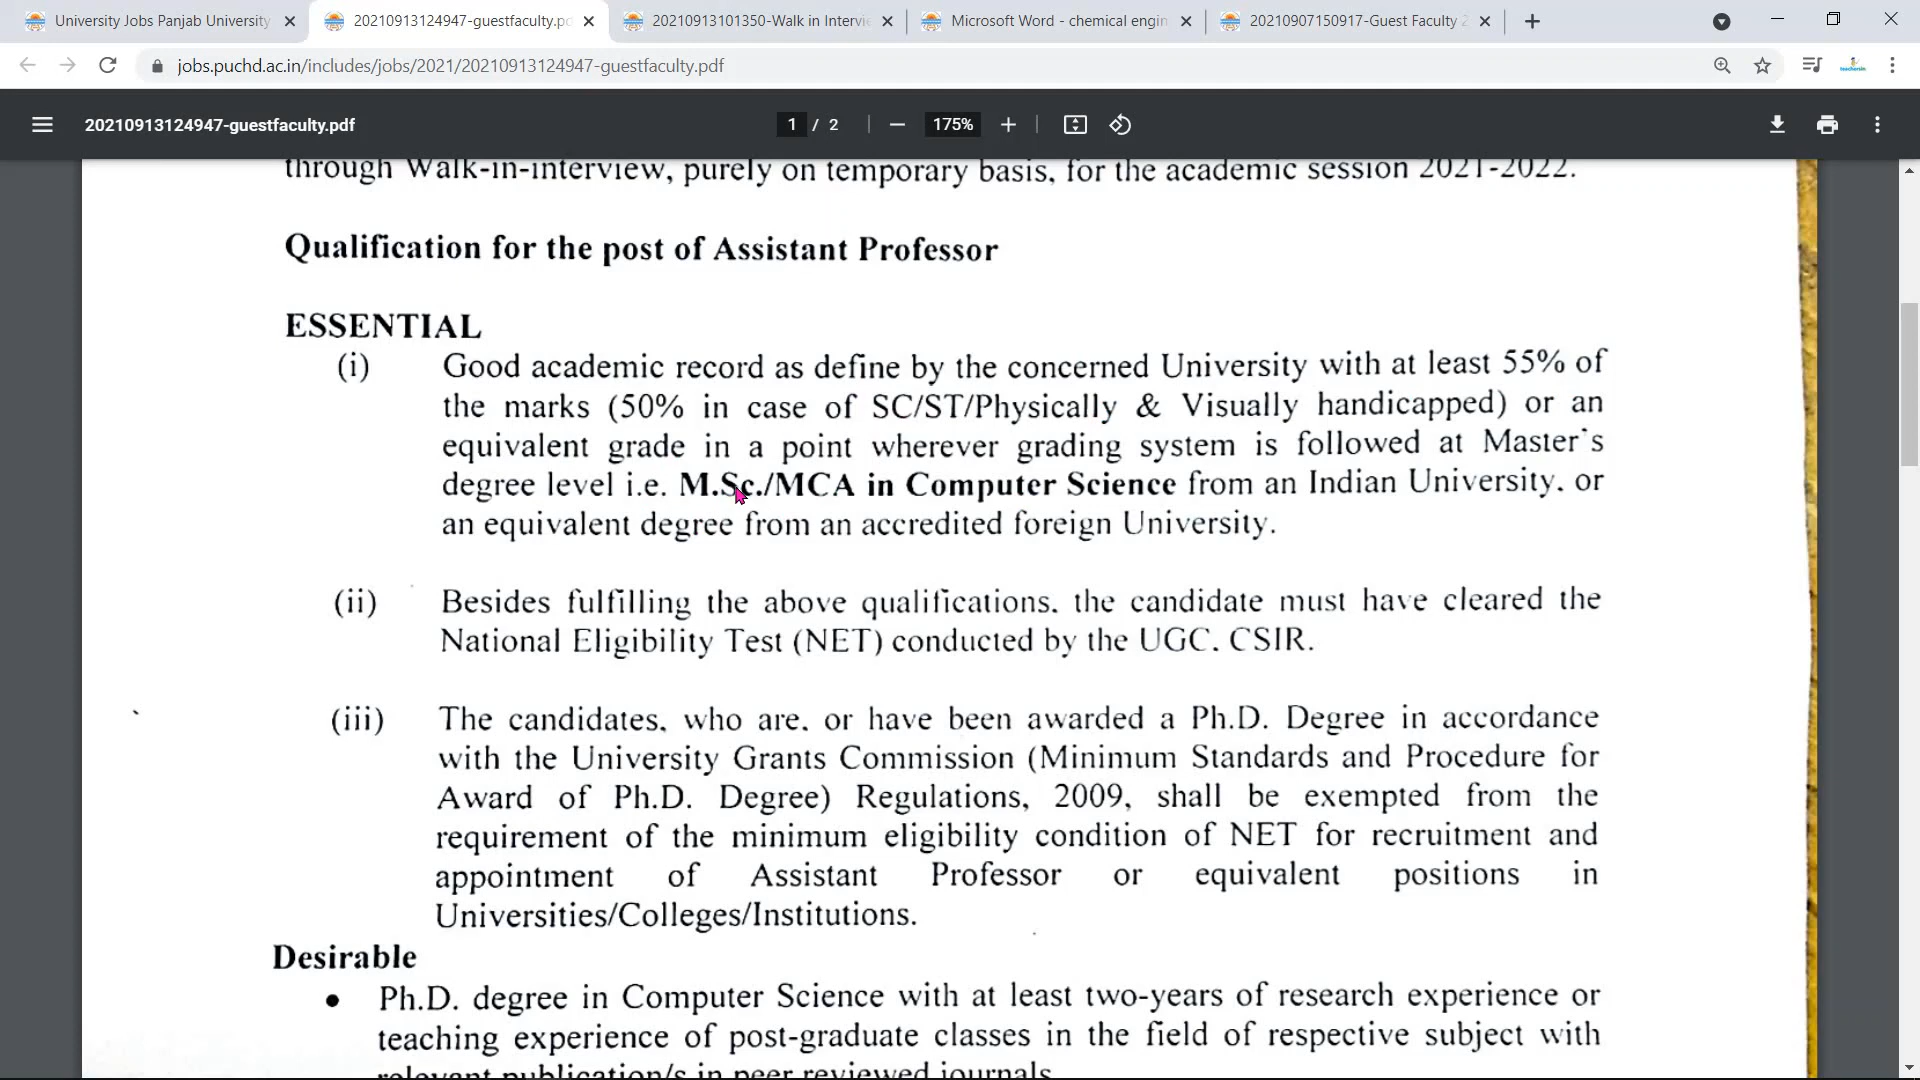 University Jobs Panjab University
20210913124947-guestfaculty.pd
20210913101350-Walk in Intervie
Microsoft Word - chemical engin
20210907150917-Guest Faculty 2
jobs.puchd.ac.in/includes/jobs/2021/20210913124947-guestfaculty.pdf
20210913124947-guestfaculty.pdf
1 / 2
175%
through Walk-in-interview, purely on temporary basis, for the academic session 2021-2022.
Qualification for the post of Assistant Professor
ESSENTIAL
(i) Good academic record as define by the concerned University with at least 55% of
the marks (50% in case of SC/ST/Physically & Visually handicapped) or an
equivalent grade in a point wherever grading system is followed at Master's
degree level i.e. M.Sc./MCA in Computer Science from an Indian University, or
an equivalent degree from an accredited foreign University.
(ii) Besides fulfilling the above qualifications, the candidate must have cleared the
National Eligibility Test (NET) conducted by the UGC, CSIR.
(iii) The candidates, who are, or have been awarded a Ph.D. Degree in accordance
with the University Grants Commission (Minimum Standards and Procedure for
Award of Ph.D. Degree) Regulations, 2009, shall be exempted from the
requirement of the minimum eligibility condition of NET for recruitment and
appointment of Assistant Professor or equivalent positions in
Universities/Colleges/Institutions.
Desirable
• Ph.D. degree in Computer Science with at least two-years of research experience or
teaching experience of post-graduate classes in the field of respective subject with
relevant publication/s in peer reviewed journals